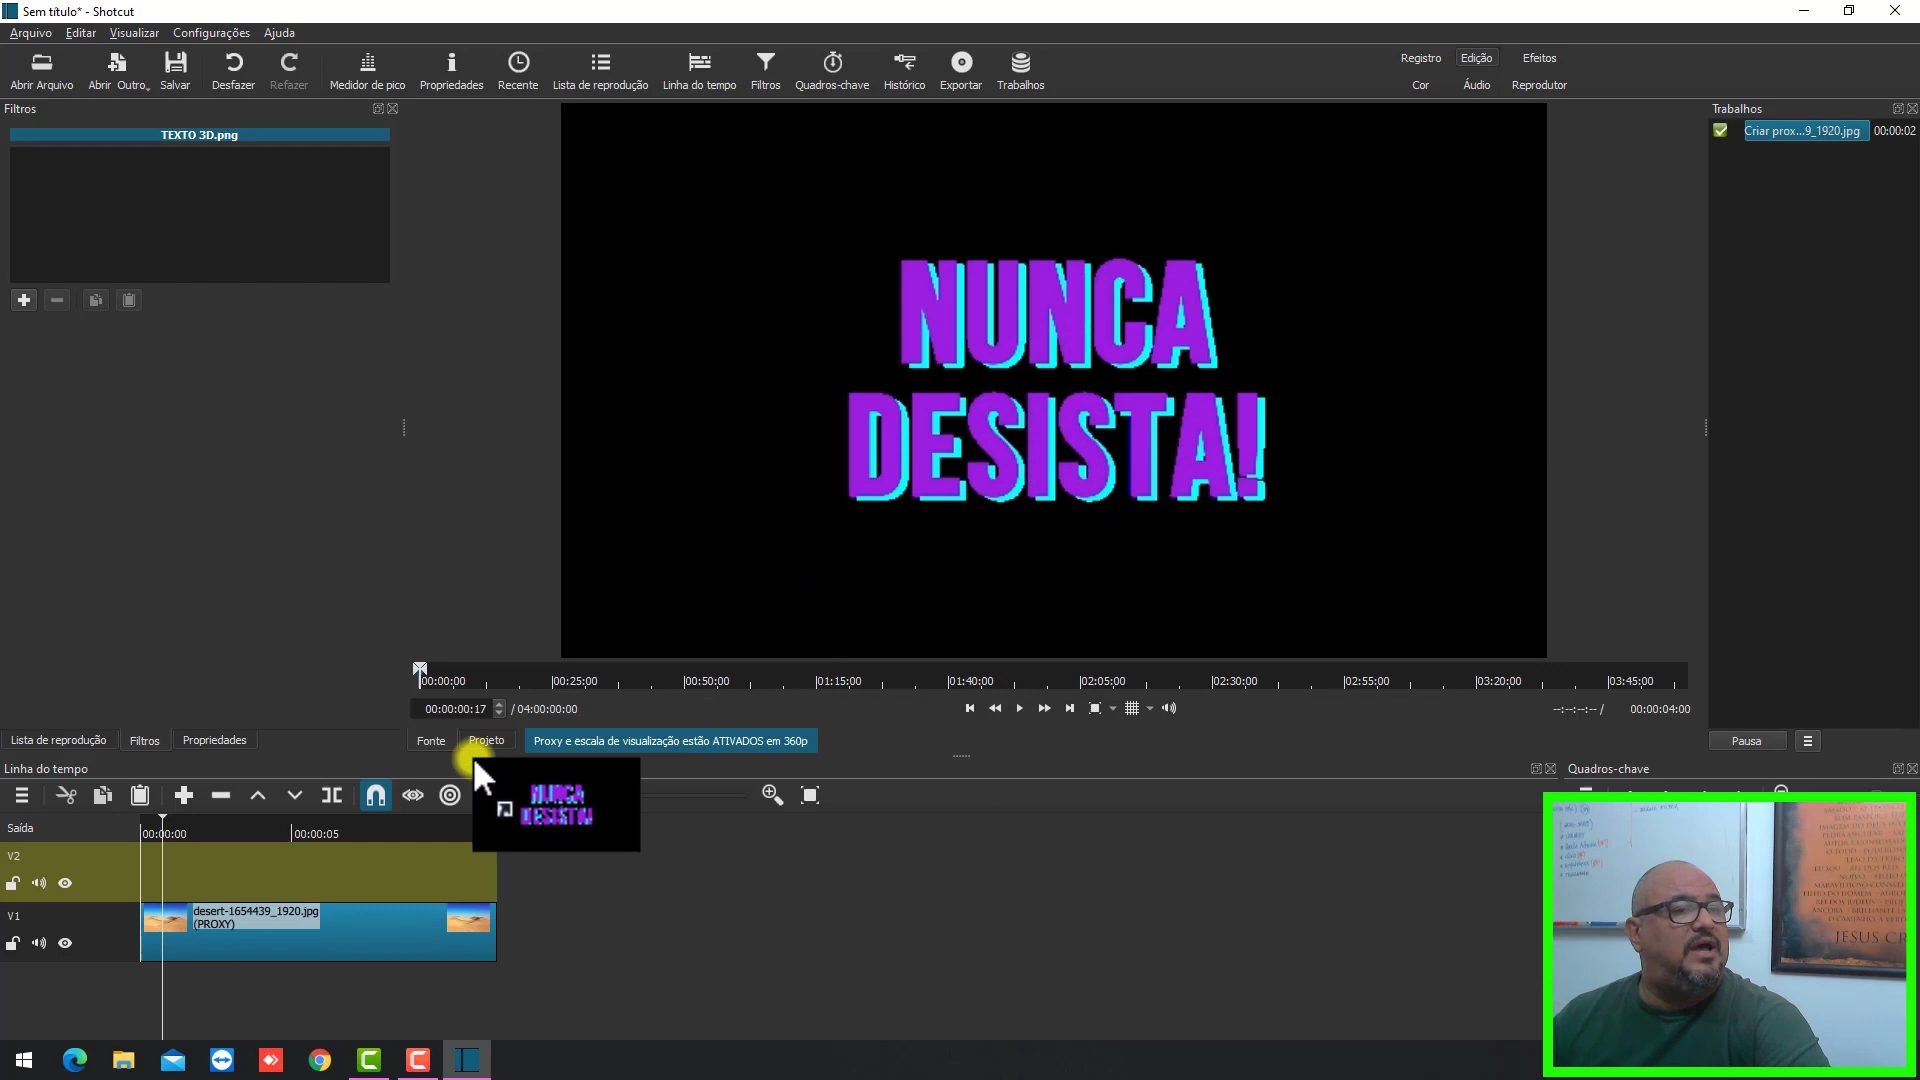 Sem título* - Shotcut
Arquivo Editar Visualizar Configurações Ajuda
Abrir Arquivo Abrir Outro Salvar Desfazer Refazer Medidor de pico Propriedades Recente Lista de reprodução Linha do tempo Filtros Quadros-chave Histórico Exportar Trabalhos
Registro Edição Efeitos
Cor Áudio Reprodutor
Filtros
TEXTO 3D.png
NUNCA
DESISTA!
Trabalhos
Criar prox...9_1920.jpg 00:00:02
00:00:00 00:25:00 00:50:00 01:15:00 01:40:00 02:05:00 02:30:00 02:55:00 03:20:00 03:45:00
00:00:00:17 / 04:00:00:00
--:--:--:-- / 00:00:04:00
Lista de reprodução Filtros Propriedades
Fonte Projeto Proxy e escala de visualização estão ATIVADOS em 360p
Pausa
Linha do tempo
Quadros-chave
NUNCA
DESISTA!
Saída
00:00:00 00:00:05
V2
V1
desert-1654439_1920.jpg
(PROXY)
JESUS CR